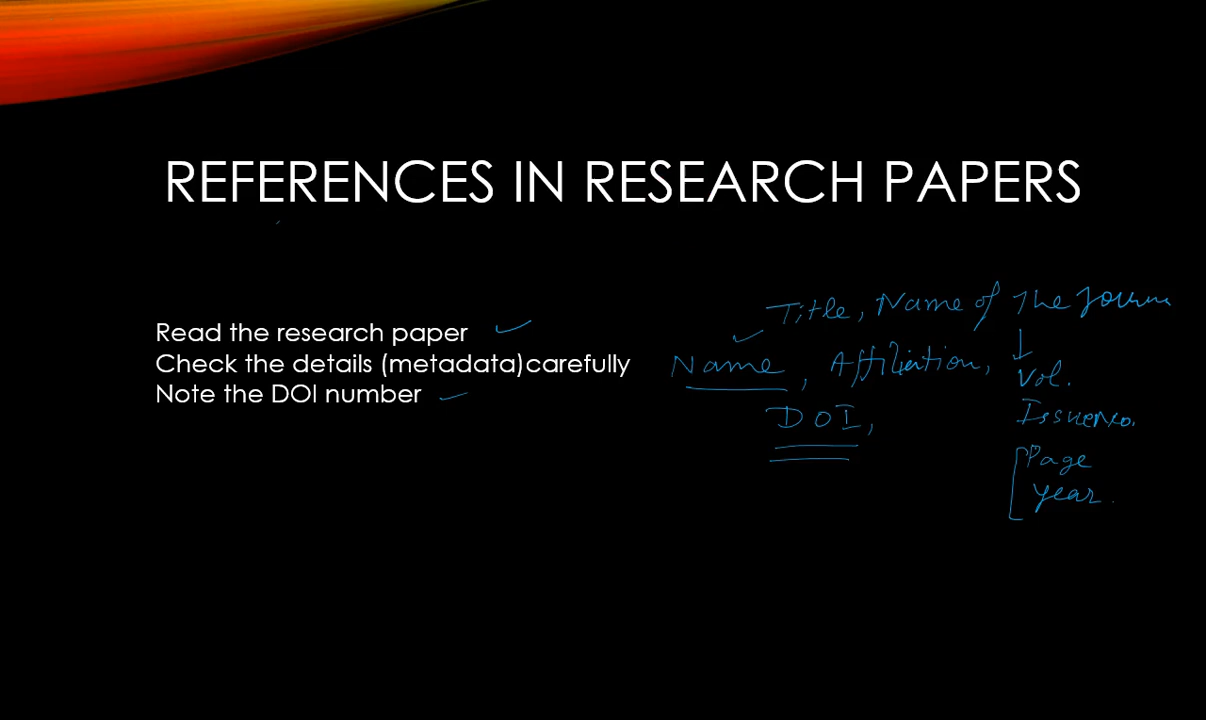 REFERENCES IN RESEARCH PAPERS
Read the research paper
Check the details (metadata)carefully
Note the DOI number
Title, Name of The Journa
Name, Affiliation,
DOI,
Vol.
Issue no.
Page
year.